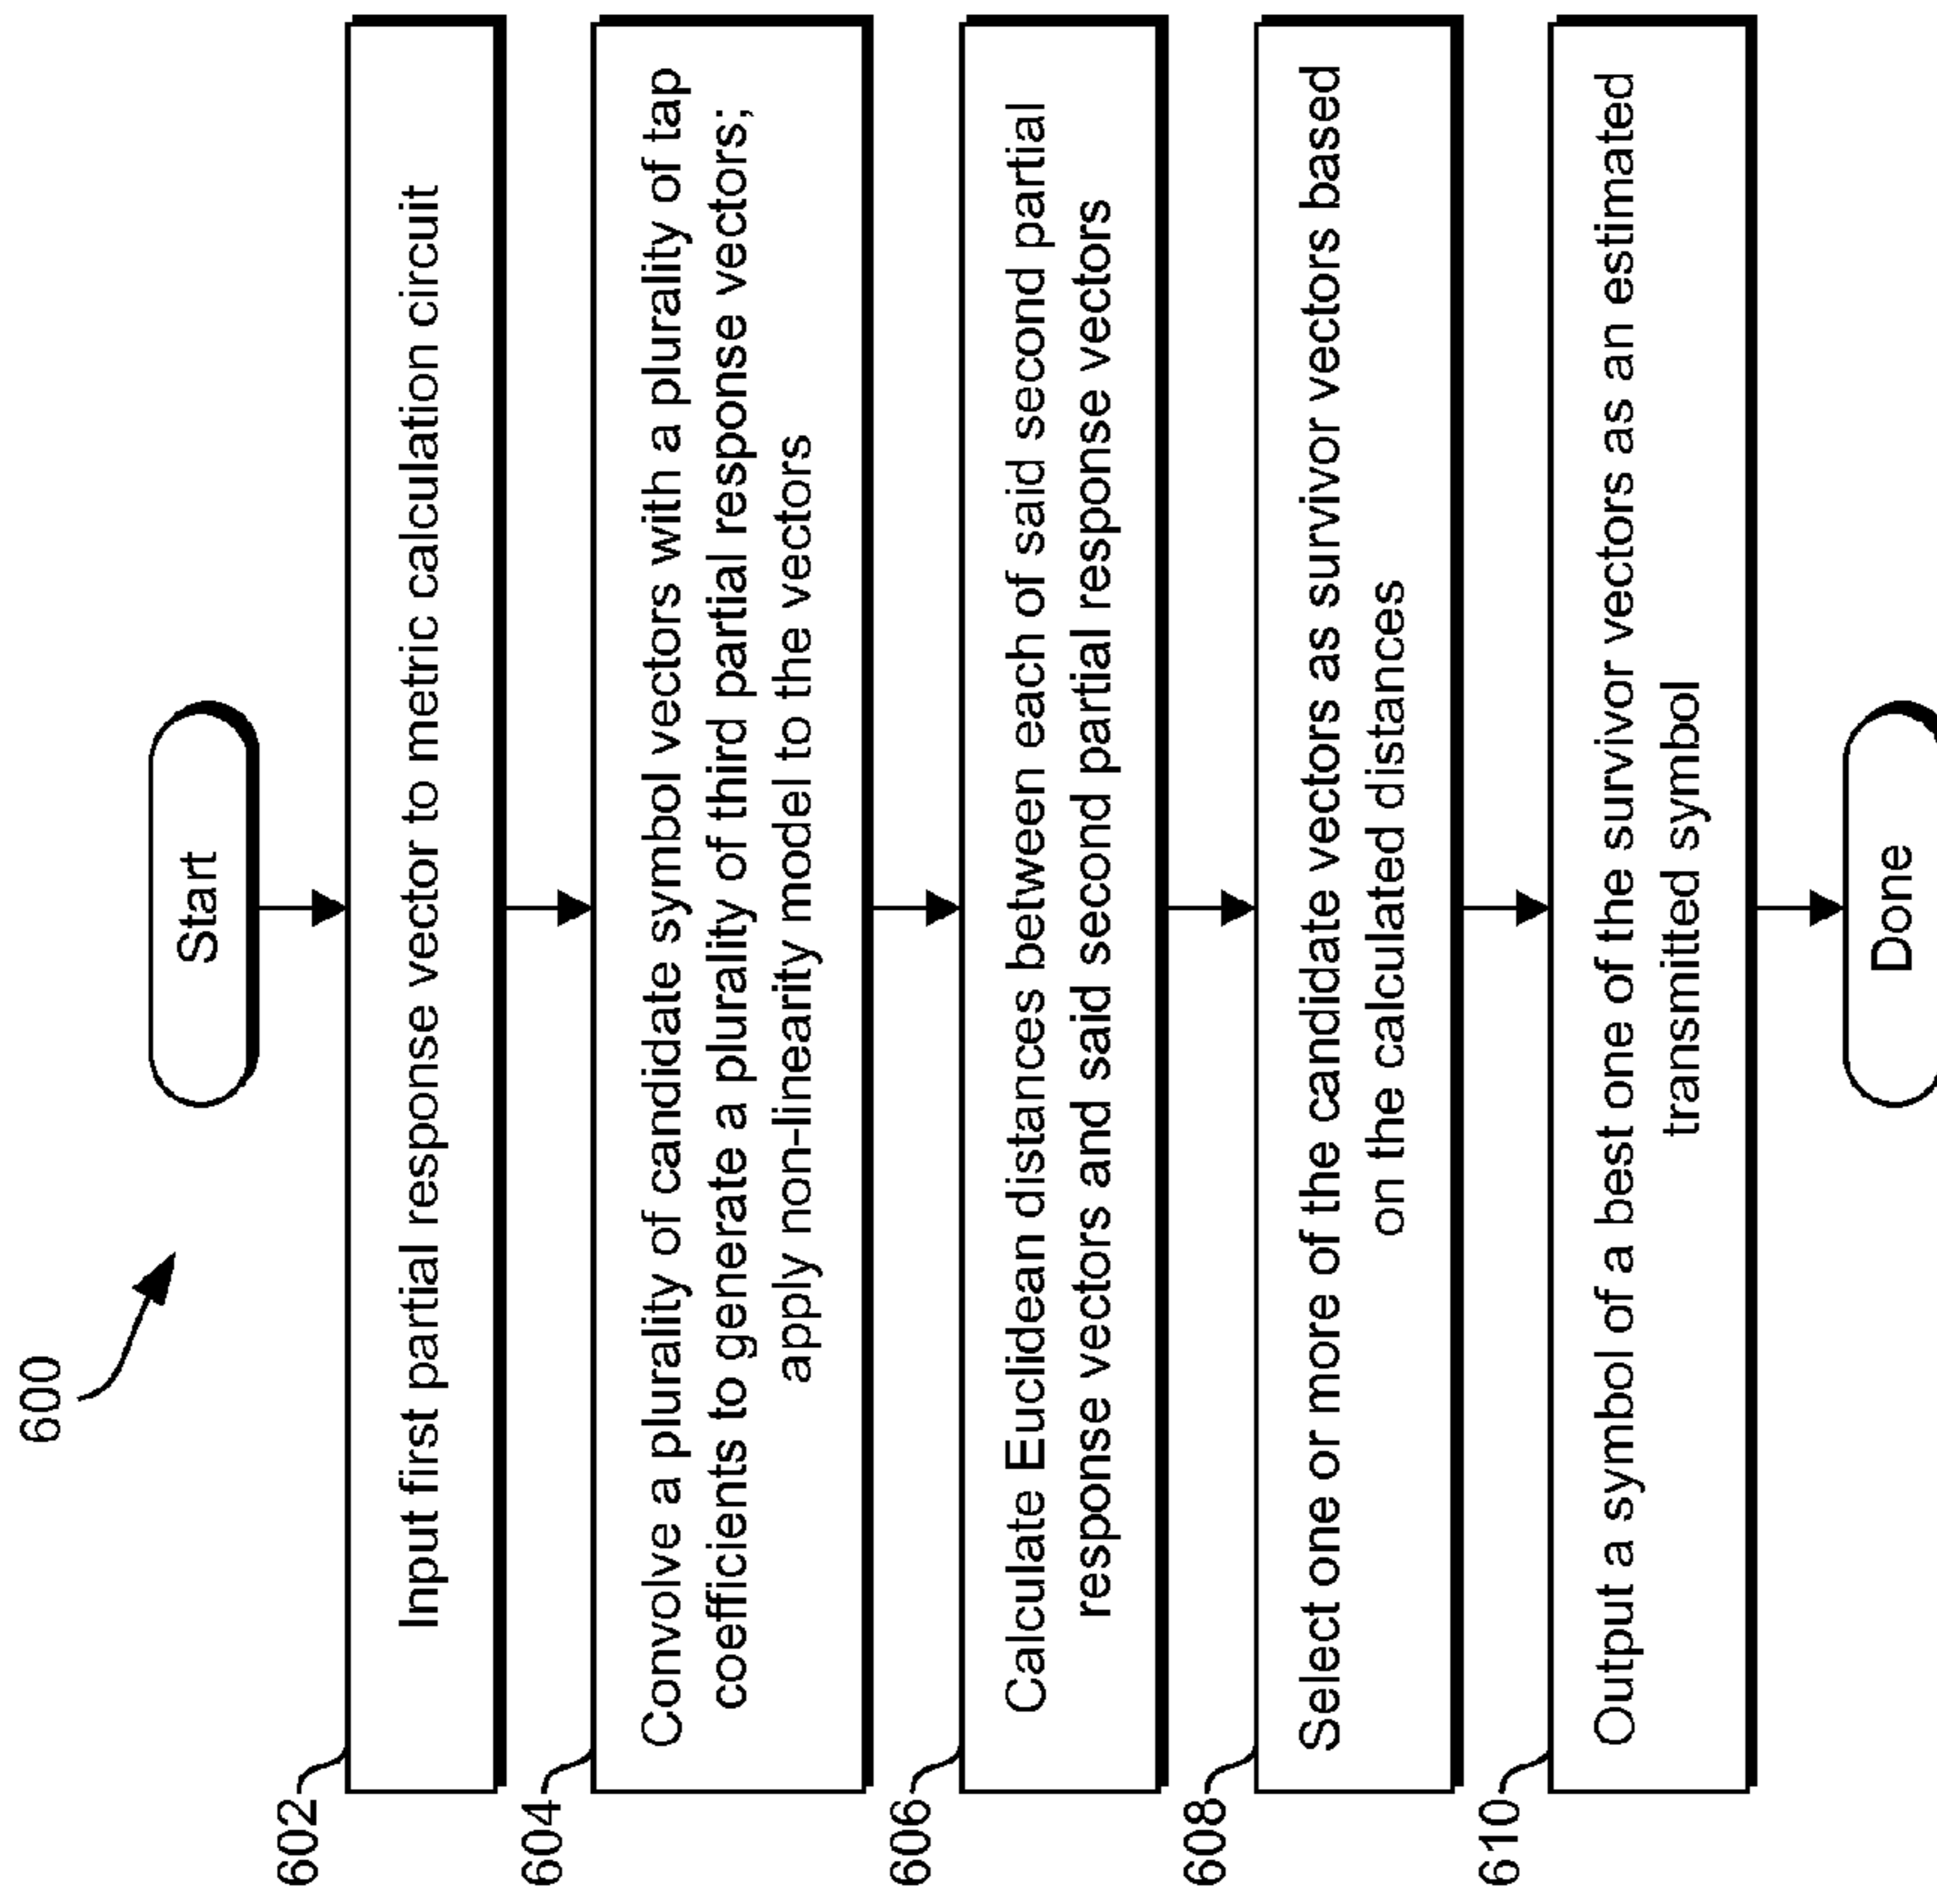 600
Start
602
Input first partial response vector to metric calculation circuit
604
Convolve a plurality of candidate symbol vectors with a plurality of tap
coefficients to generate a plurality of third partial response vectors;
apply non-linearity model to the vectors
606
Calculate Euclidean distances between each of said second partial
response vectors and said second partial response vectors
608
Select one or more of the candidate vectors as survivor vectors based
on the calculated distances
610
Output a symbol of a best one of the survivor vectors as an estimated
transmitted symbol
Done